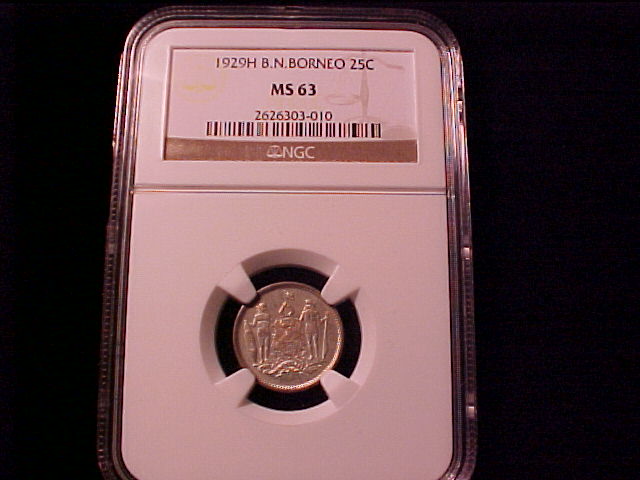 1929H B.N.BORNEO 25C
MS 63
2626303-010
NGC